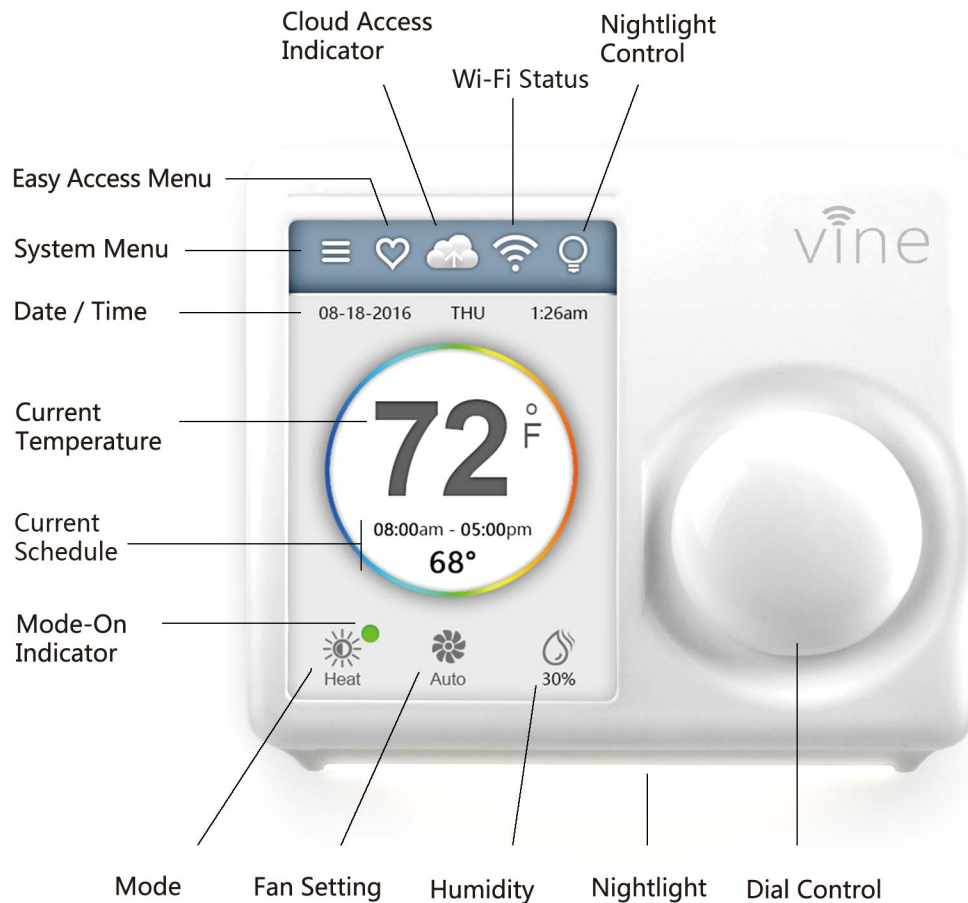 Cloud Access
Indicator
Nightlight
Control
Wi-Fi Status
Easy Access Menu
System Menu
Date / Time
Current
Temperature
Current
Schedule
Mode-On
Indicator
vine
08-18-2016 THU 1:26am
72 °F
08:00am - 05:00pm
68°
Heat Auto 30%
Mode Fan Setting Humidity Nightlight Dial Control